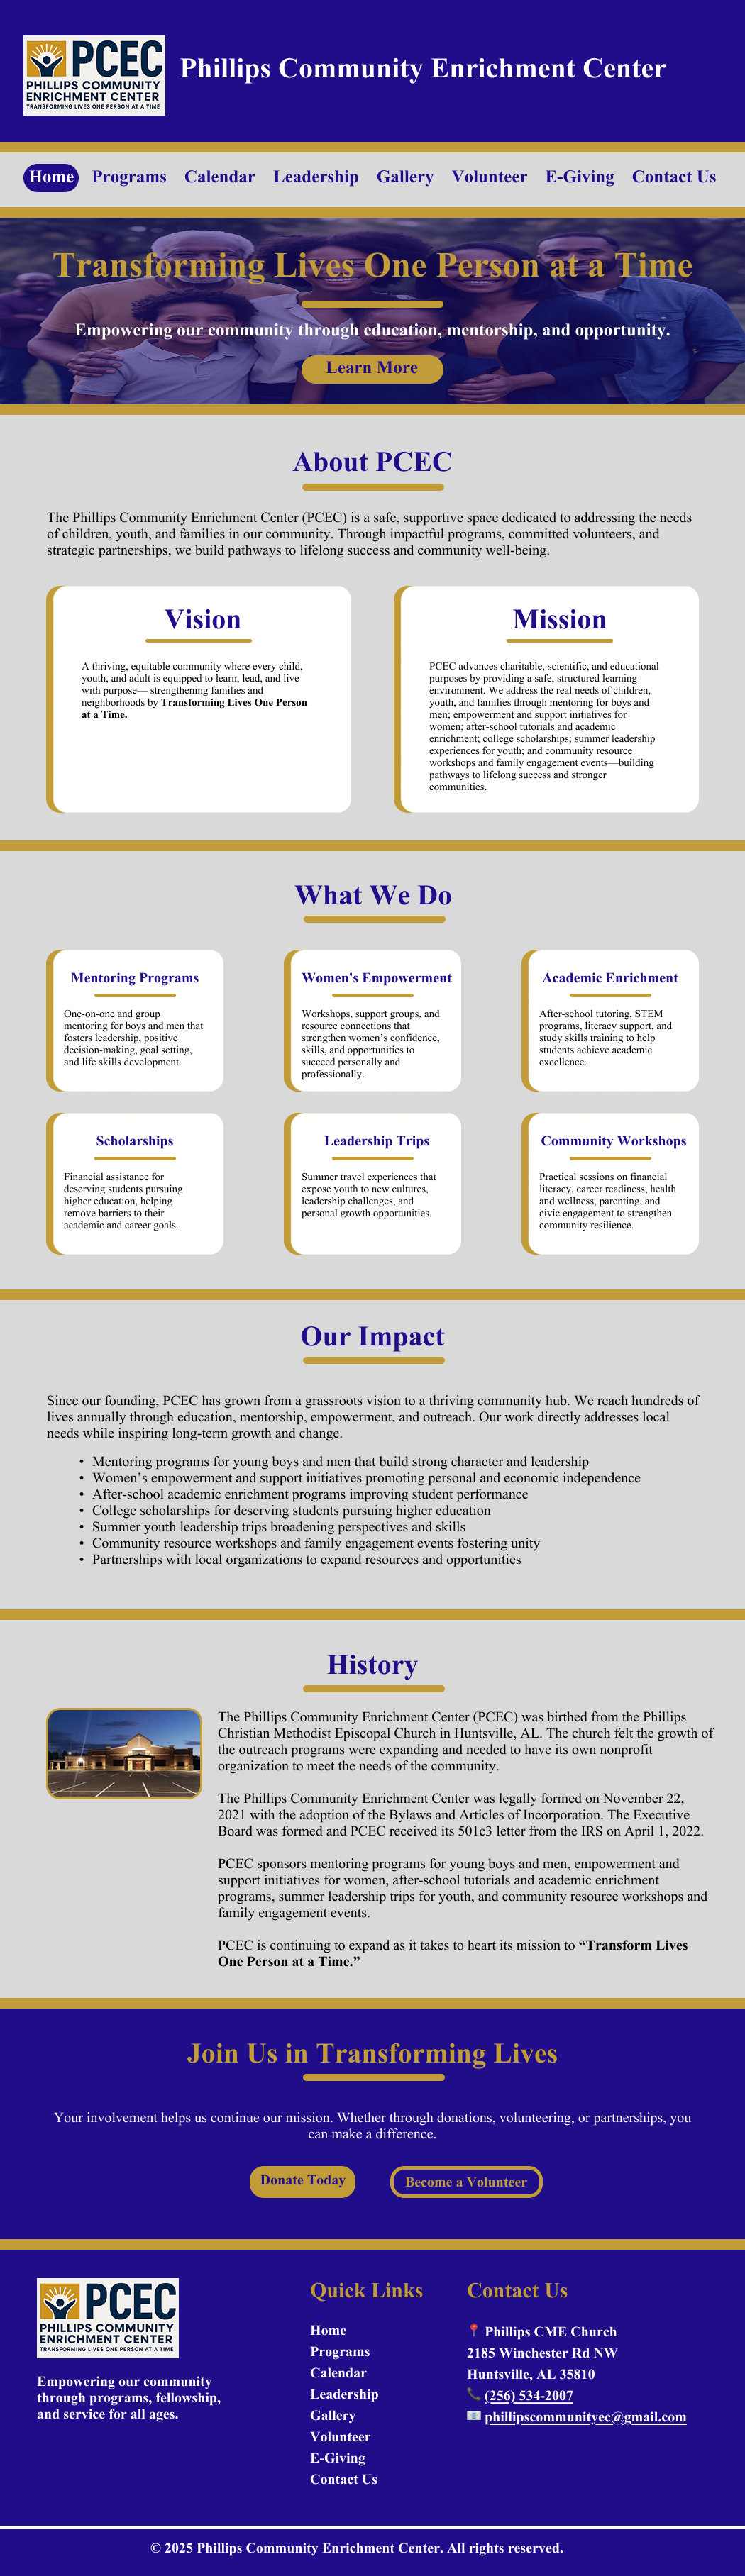 PCEC
PHILLIPS COMMUNITY
ENRICHMENT CENTER
TRANSFORMING LIVES ONE PERSON AT A TIME
Phillips Community Enrichment Center
Home Programs Calendar Leadership Gallery Volunteer E-Giving Contact Us
Transforming Lives One Person at a Time
Empowering our community through education, mentorship, and opportunity.
Learn More
About PCEC
The Phillips Community Enrichment Center (PCEC) is a safe, supportive space dedicated to addressing the needs
of children, youth, and families in our community. Through impactful programs, committed volunteers, and
strategic partnerships, we build pathways to lifelong success and community well-being.
Vision
A thriving, equitable community where every child,
youth, and adult is equipped to learn, lead, and live
with purpose— strengthening families and
neighborhoods by Transforming Lives One Person
at a Time.
Mission
PCEC advances charitable, scientific, and educational
purposes by providing a safe, structured learning
environment. We address the real needs of children,
youth, and families through mentoring for boys and
men; empowerment and support initiatives for
women; after-school tutorials and academic
enrichment; college scholarships; summer leadership
experiences for youth; and community resource
workshops and family engagement events—building
pathways to lifelong success and stronger
communities.
What We Do
Mentoring Programs
One-on-one and group
mentoring for boys and men that
fosters leadership, positive
decision-making, goal setting,
and life skills development.
Women's Empowerment
Workshops, support groups, and
resource connections that
strengthen women’s confidence,
skills, and opportunities to
succeed personally and
professionally.
Academic Enrichment
After-school tutoring, STEM
programs, literacy support, and
study skills training to help
students achieve academic
excellence.
Scholarships
Financial assistance for
deserving students pursuing
higher education, helping
remove barriers to their
academic and career goals.
Leadership Trips
Summer travel experiences that
expose youth to new cultures,
leadership challenges, and
personal growth opportunities.
Community Workshops
Practical sessions on financial
literacy, career readiness, health
and wellness, parenting, and
civic engagement to strengthen
community resilience.
Our Impact
Since our founding, PCEC has grown from a grassroots vision to a thriving community hub. We reach hundreds of
lives annually through education, mentorship, empowerment, and outreach. Our work directly addresses local
needs while inspiring long-term growth and change.
• Mentoring programs for young boys and men that build strong character and leadership
• Women’s empowerment and support initiatives promoting personal and economic independence
• After-school academic enrichment programs improving student performance
• College scholarships for deserving students pursuing higher education
• Summer youth leadership trips broadening perspectives and skills
• Community resource workshops and family engagement events fostering unity
• Partnerships with local organizations to expand resources and opportunities
History
The Phillips Community Enrichment Center (PCEC) was birthed from the Phillips
Christian Methodist Episcopal Church in Huntsville, AL. The church felt the growth of
the outreach programs were expanding and needed to have its own nonprofit
organization to meet the needs of the community.
The Phillips Community Enrichment Center was legally formed on November 22,
2021 with the adoption of the Bylaws and Articles of Incorporation. The Executive
Board was formed and PCEC received its 501c3 letter from the IRS on April 1, 2022.
PCEC sponsors mentoring programs for young boys and men, empowerment and
support initiatives for women, after-school tutorials and academic enrichment
programs, summer leadership trips for youth, and community resource workshops and
family engagement events.
PCEC is continuing to expand as it takes to heart its mission to “Transform Lives
One Person at a Time.”
Join Us in Transforming Lives
Your involvement helps us continue our mission. Whether through donations, volunteering, or partnerships, you
can make a difference.
Donate Today
Become a Volunteer
PCEC
PHILLIPS COMMUNITY
ENRICHMENT CENTER
TRANSFORMING LIVES ONE PERSON AT A TIME
Empowering our community
through programs, fellowship,
and service for all ages.
Quick Links
Home
Programs
Calendar
Leadership
Gallery
Volunteer
E-Giving
Contact Us
Contact Us
Phillips CME Church
2185 Winchester Rd NW
Huntsville, AL 35810
(256) 534-2007
phillipscommunityec@gmail.com
© 2025 Phillips Community Enrichment Center. All rights reserved.